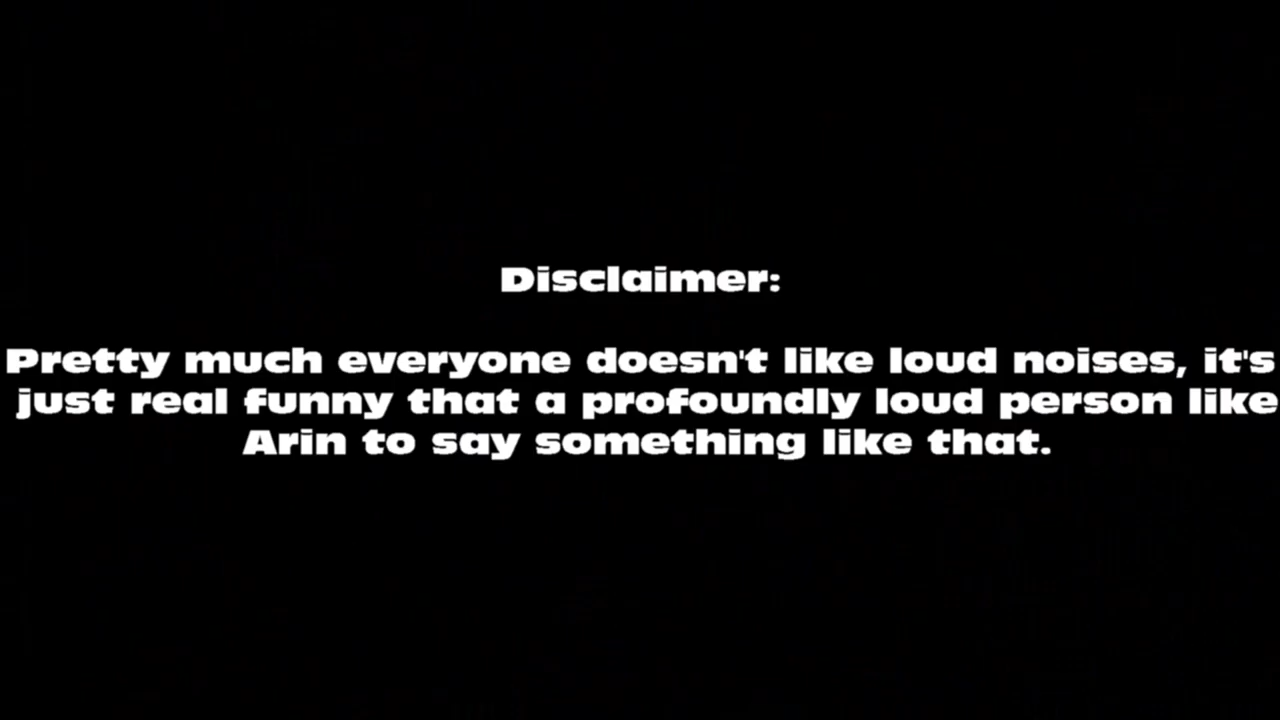 Disclaimer:
Pretty much everyone doesn't like loud noises, it's
just real funny that a profoundly loud person like
Arin to say something like that.